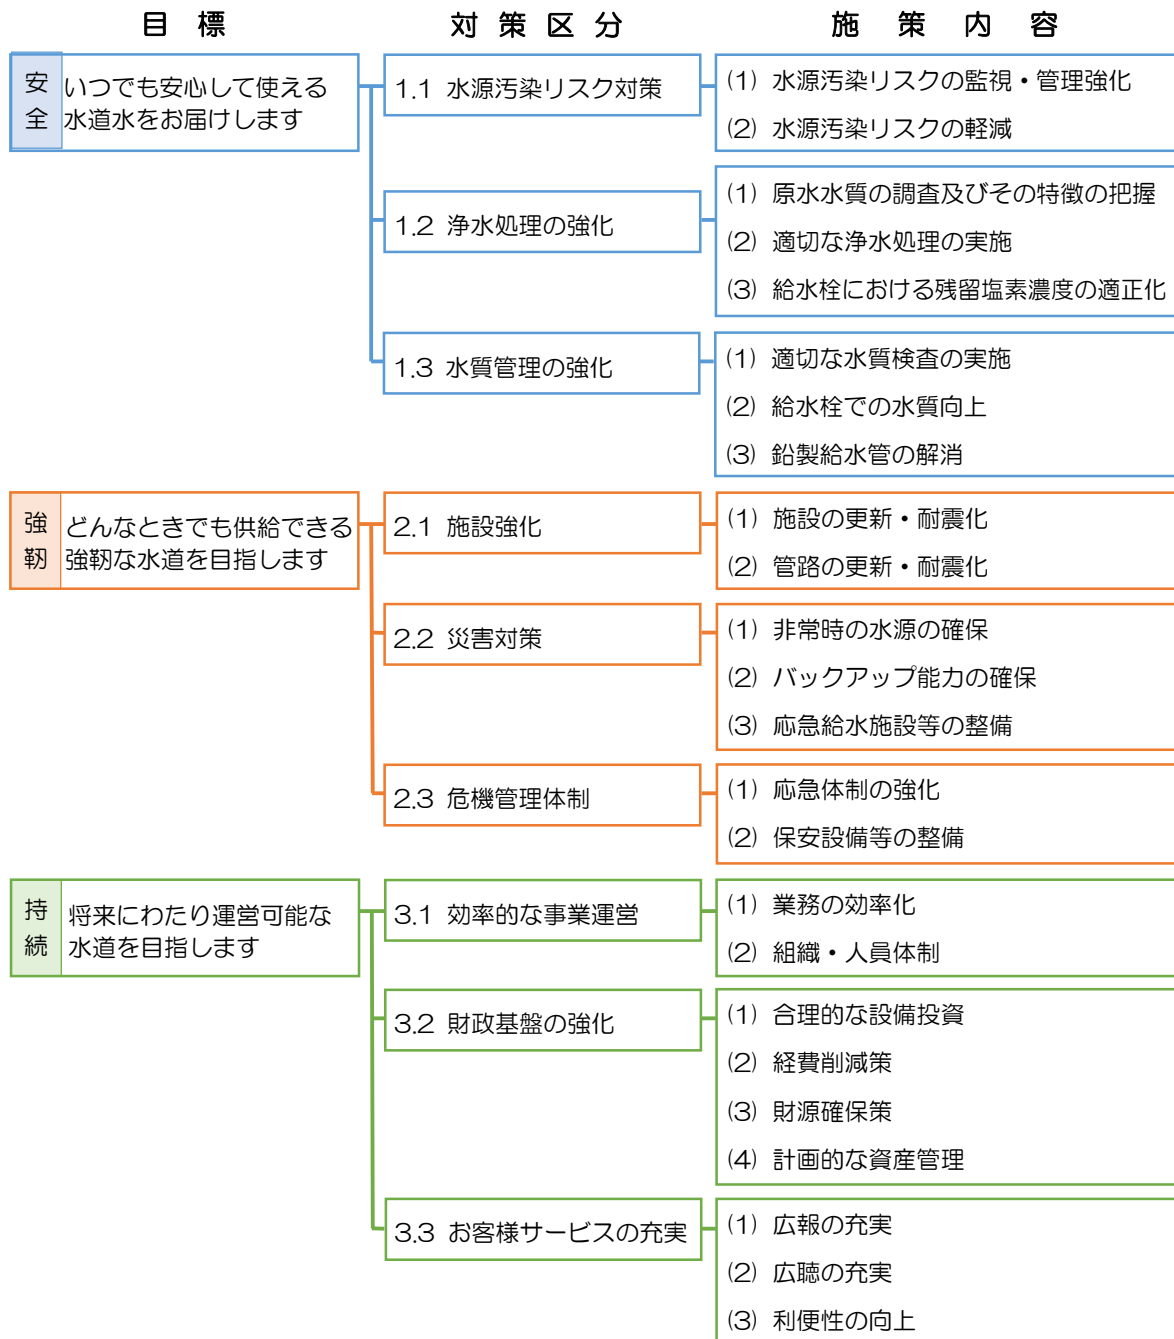 目標 対策区分 施策内容
安全
いつでも安心して使える
水道水をお届けします
1.1 水源汚染リスク対策
(1) 水源汚染リスクの監視・管理強化
(2) 水源汚染リスクの軽減
1.2 浄水処理の強化
(1) 原水水質の調査及びその特徴の把握
(2) 適切な浄水処理の実施
(3) 給水栓における残留塩素濃度の適正化
1.3 水質管理の強化
(1) 適切な水質検査の実施
(2) 給水栓での水質向上
(3) 鉛製給水管の解消
強靭
どんなときでも供給できる
強靭な水道を目指します
2.1 施設強化
(1) 施設の更新・耐震化
(2) 管路の更新・耐震化
2.2 災害対策
(1) 非常時の水源の確保
(2) バックアップ能力の確保
(3) 応急給水施設等の整備
2.3 危機管理体制
(1) 応急体制の強化
(2) 保安設備等の整備
持続
将来にわたり運営可能な
水道を目指します
3.1 効率的な事業運営
(1) 業務の効率化
(2) 組織・人員体制
3.2 財政基盤の強化
(1) 合理的な設備投資
(2) 経費削減策
(3) 財源確保策
(4) 計画的な資産管理
3.3 お客様サービスの充実
(1) 広報の充実
(2) 広聴の充実
(3) 利便性の向上